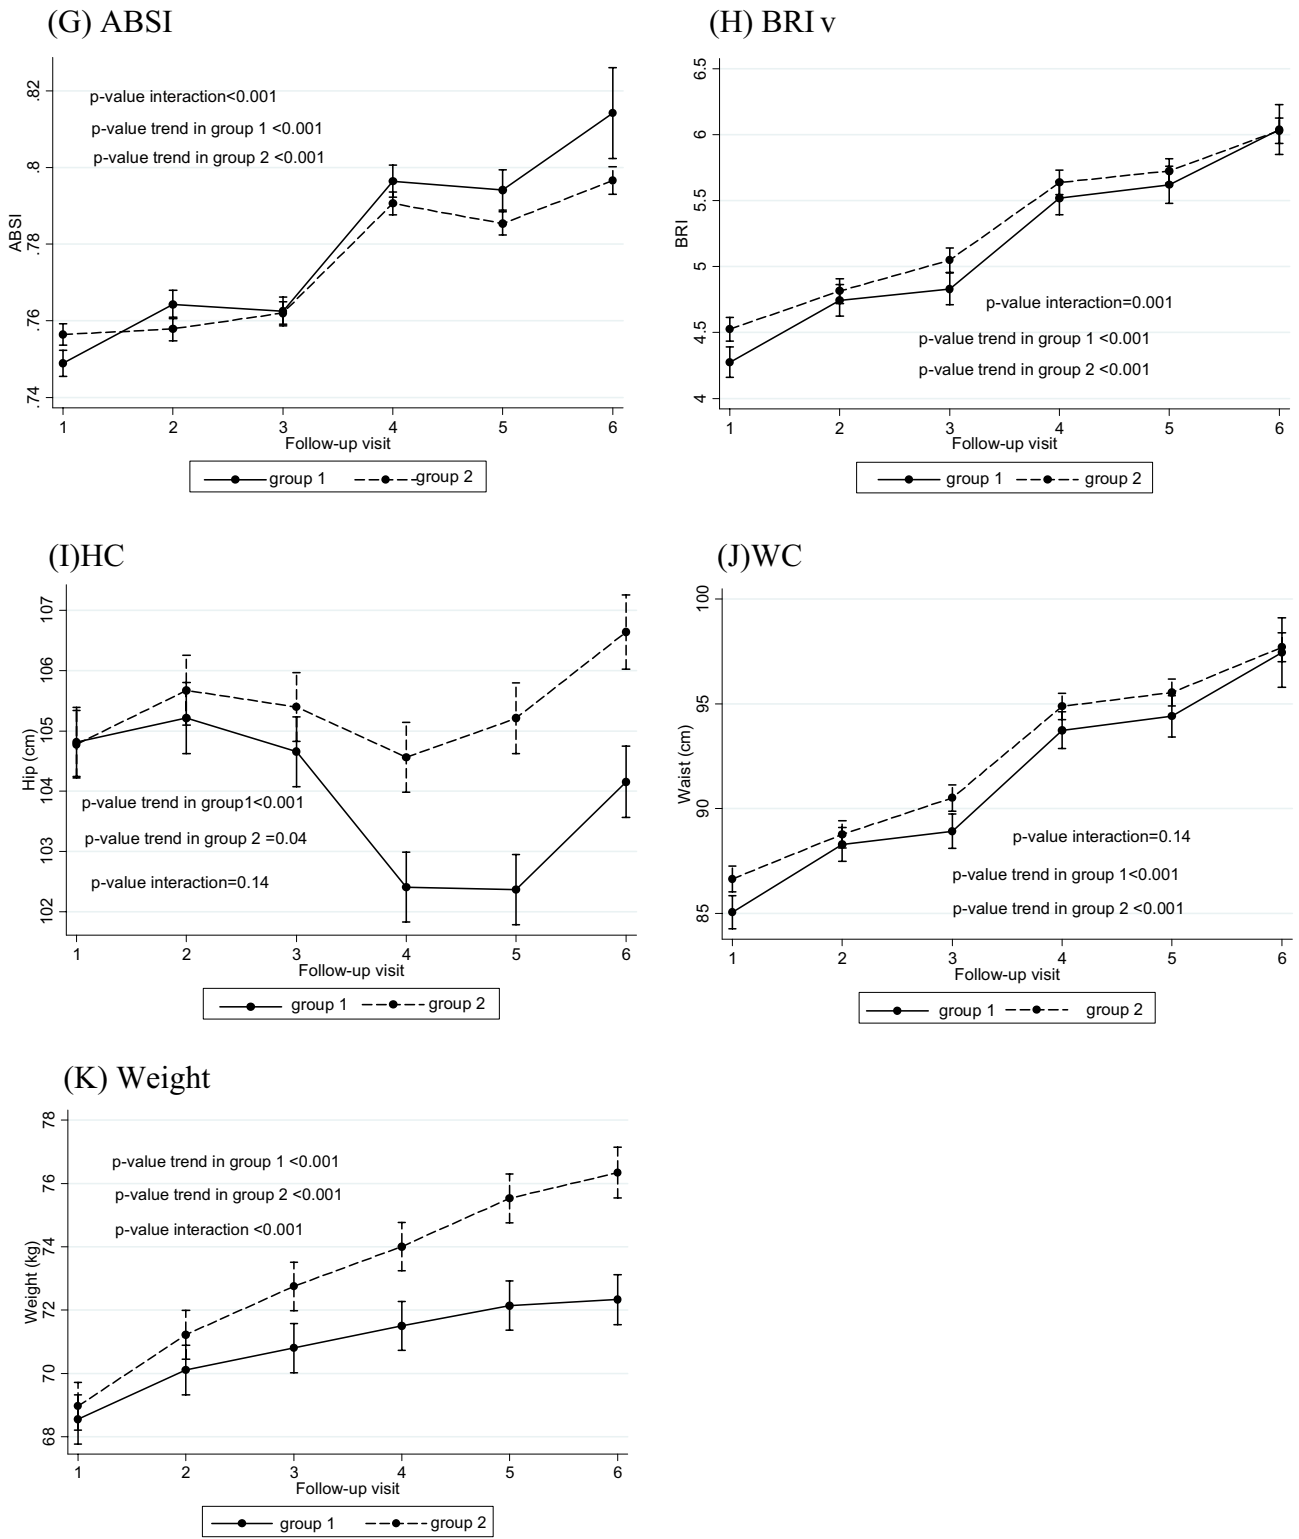 (G) ABSI
.82
.8
.78
.76
.74
ABSI
p-value interaction<0.001
p-value trend in group 1 <0.001
p-value trend in group 2 <0.001
1 2 3 4 5 6
Follow-up visit
group 1 group 2
(H) BRI v
6.5
6
5.5
5
4.5
4
BRI
p-value interaction=0.001
p-value trend in group 1 <0.001
p-value trend in group 2 <0.001
1 2 3 4 5 6
Follow-up visit
group 1 group 2
(I)HC
107
106
105
104
103
102
Hip (cm)
p-value trend in group1<0.001
p-value trend in group 2 =0.04
p-value interaction=0.14
1 2 3 4 5 6
Follow-up visit
group 1 group 2
(J)WC
100
95
90
85
Waist (cm)
p-value interaction=0.14
p-value trend in group 1<0.001
p-value trend in group 2 <0.001
1 2 3 4 5 6
Follow-up visit
group 1 group 2
(K) Weight
78
76
74
72
70
68
Weight (kg)
p-value trend in group 1 <0.001
p-value trend in group 2 <0.001
p-value interaction <0.001
1 2 3 4 5 6
Follow-up visit
group 1 group 2